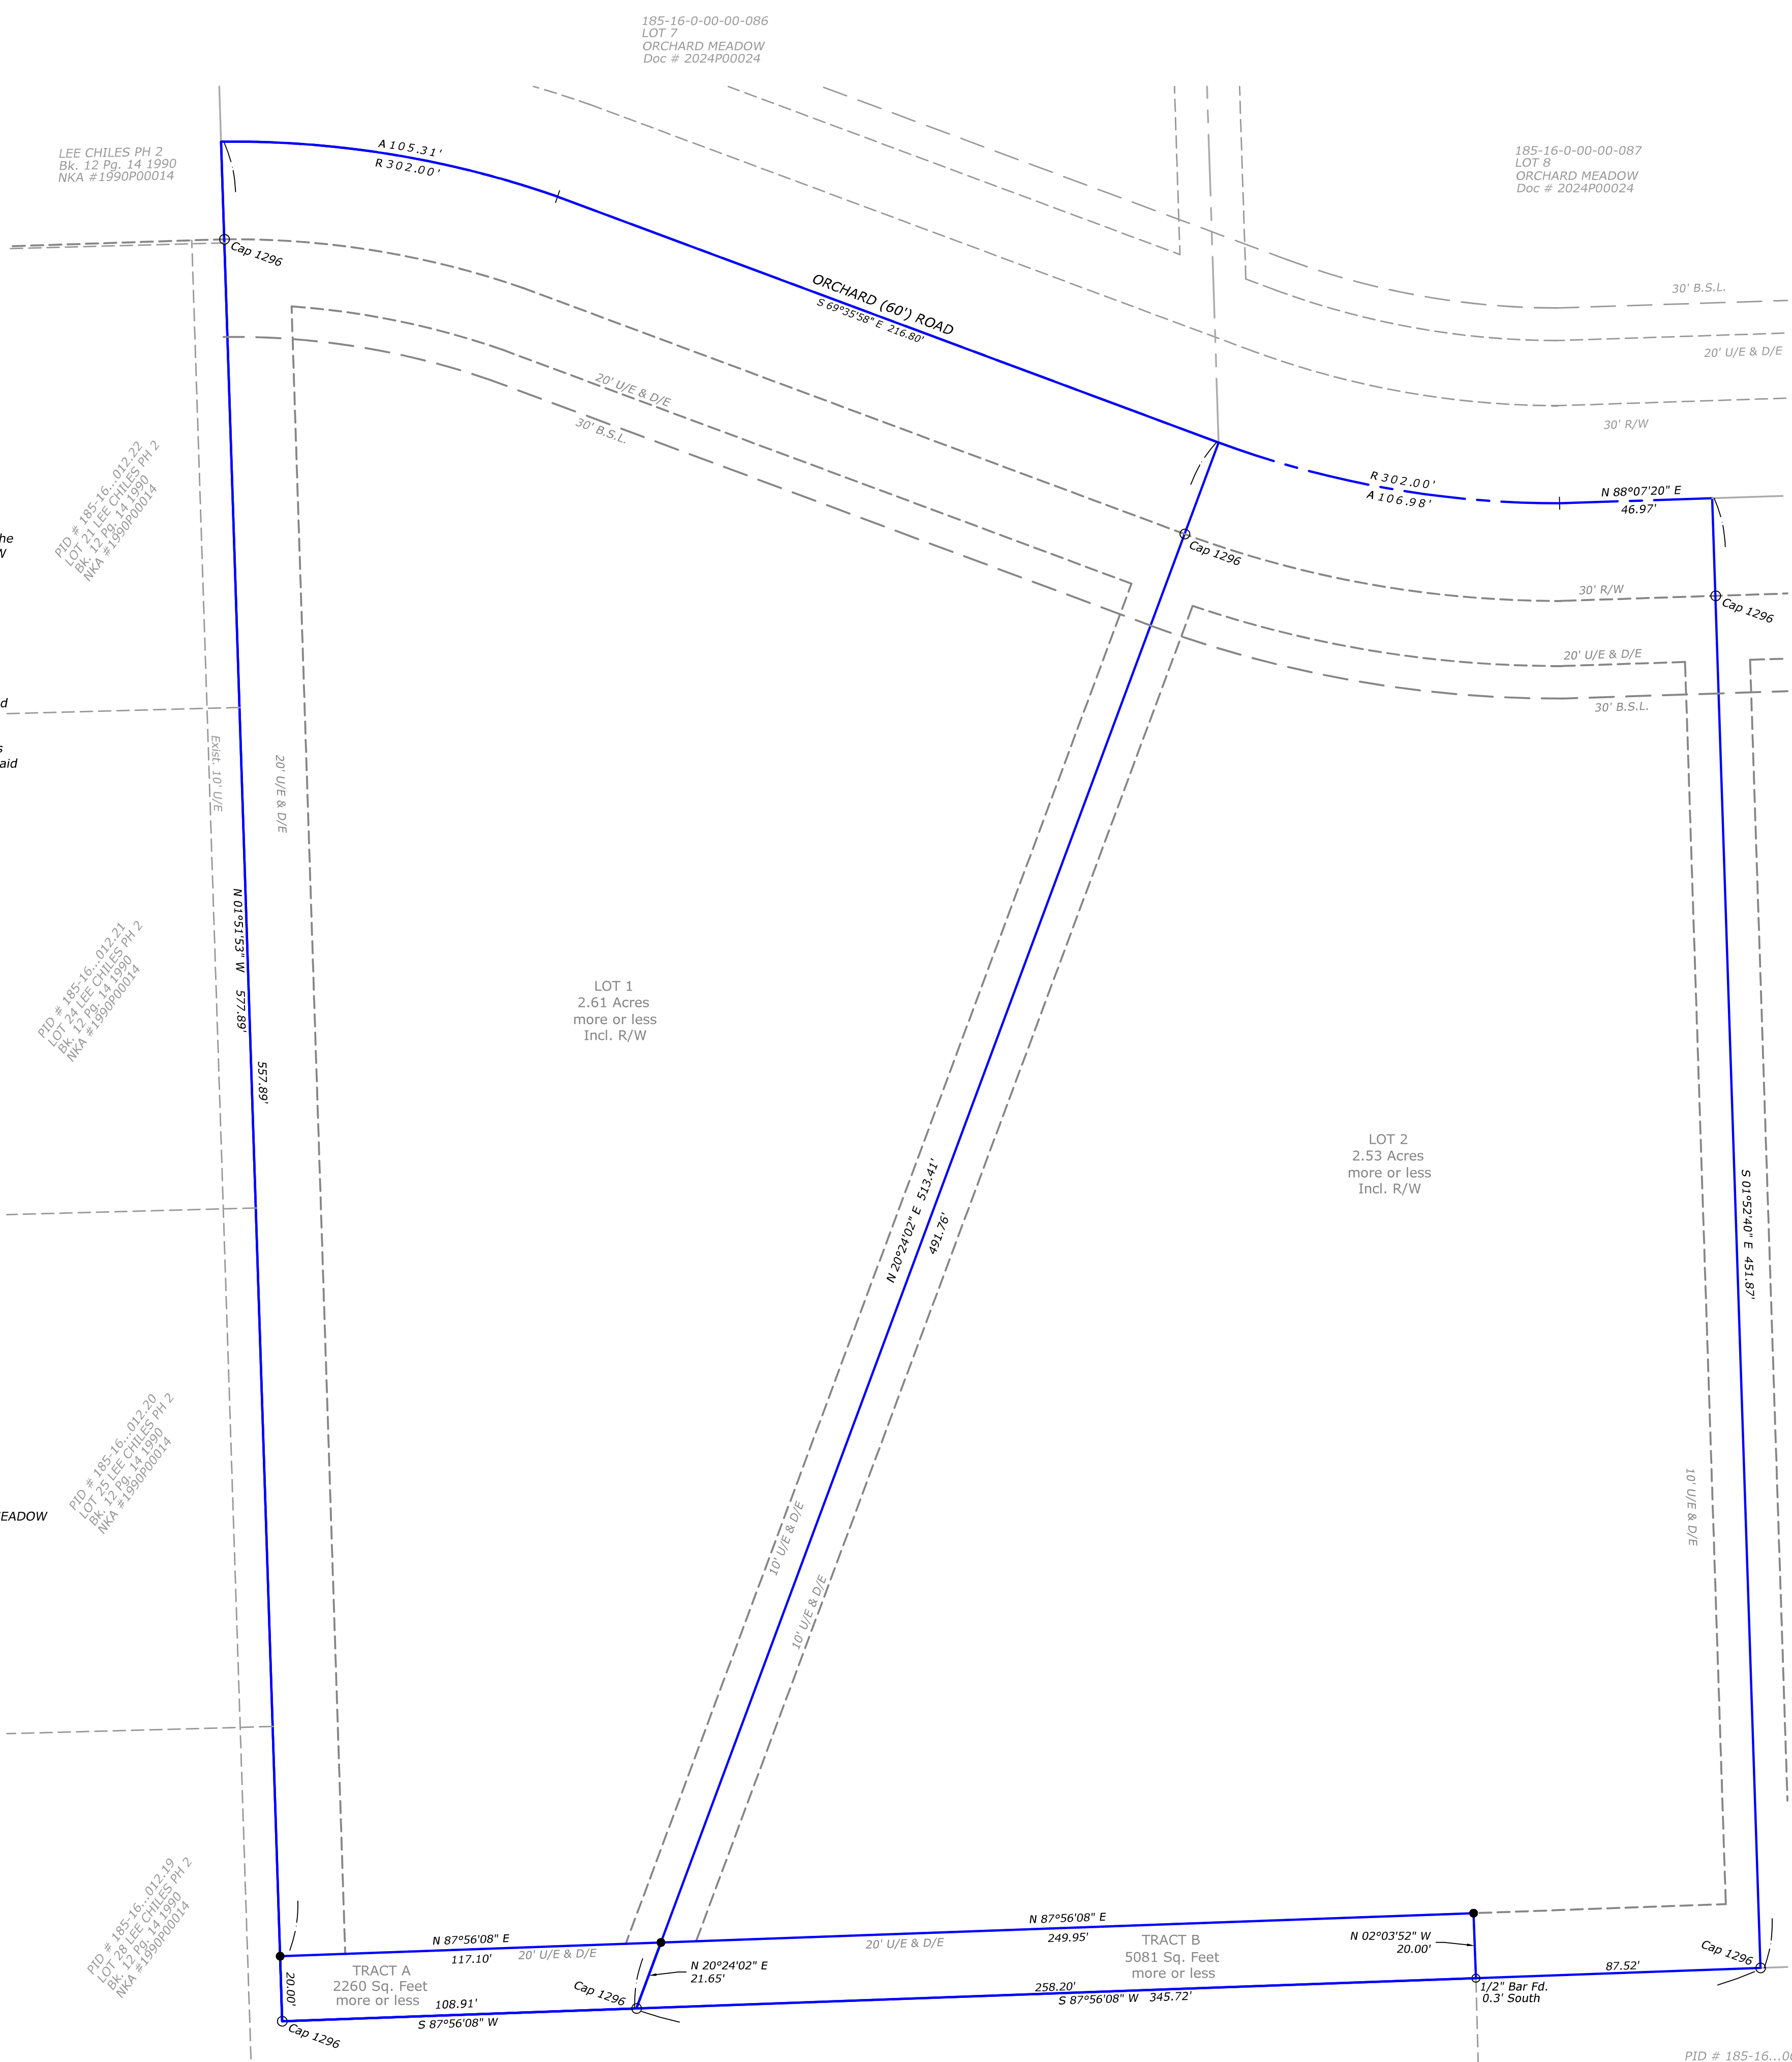 185-16-0-00-00-086
LOT 7
ORCHARD MEADOW
Doc # 2024P00024
LEE CHILES PH 2
Bk. 12 Pg. 14 1990
NKA #1990P00014
185-16-0-00-00-087
LOT 8
ORCHARD MEADOW
Doc # 2024P00024
A 105.31'
R 302.00'
Cap 1296
ORCHARD (60') ROAD
S 69°35'58" E 216.80'
30' B.S.L.
20' U/E & D/E
30' R/W
20' U/E & D/E
30' B.S.L.
R 302.00'
A 106.98'
N 88°07'20" E
46.97'
PID # 185-16...012.22
LOT 21 LEE CHILES PH 2
Bk. 12 Pg. 14 1990
NKA #1990P00014
he
W
Cap 1296
30' R/W
Cap 1296
20' U/E & D/E
30' B.S.L.
d
s
aid
Exist. 10' U/E
20' U/E & D/E
N 01°51'53" W 577.89'
557.89'
PID # 185-16...012.21
LOT 24 LEE CHILES PH 2
Bk. 12 Pg. 14 1990
NKA #1990P00014
LOT 1
2.61 Acres
more or less
Incl. R/W
LOT 2
2.53 Acres
more or less
Incl. R/W
N 20°24'02" E 513.41'
491.76'
S 01°52'40" E 451.87'
PID # 185-16...012.20
LOT 25 LEE CHILES PH 2
Bk. 12 Pg. 14 1990
NKA #1990P00014
EADOW
10' U/E & D/E
10' U/E & D/E
10' U/E & D/E
PID # 185-16...012.19
LOT 28 LEE CHILES PH 2
Bk. 12 Pg. 14 1990
NKA #1990P00014
N 87°56'08" E
117.10'
20' U/E & D/E
TRACT A
2260 Sq. Feet
more or less
20.00'
108.91'
S 87°56'08" W
Cap 1296
Cap 1296
N 20°24'02" E
21.65'
N 87°56'08" E
249.95'
20' U/E & D/E
TRACT B
5081 Sq. Feet
more or less
258.20'
S 87°56'08" W 345.72'
N 02°03'52" W
20.00'
1/2" Bar Fd.
0.3' South
87.52'
Cap 1296
PID # 185-16...00